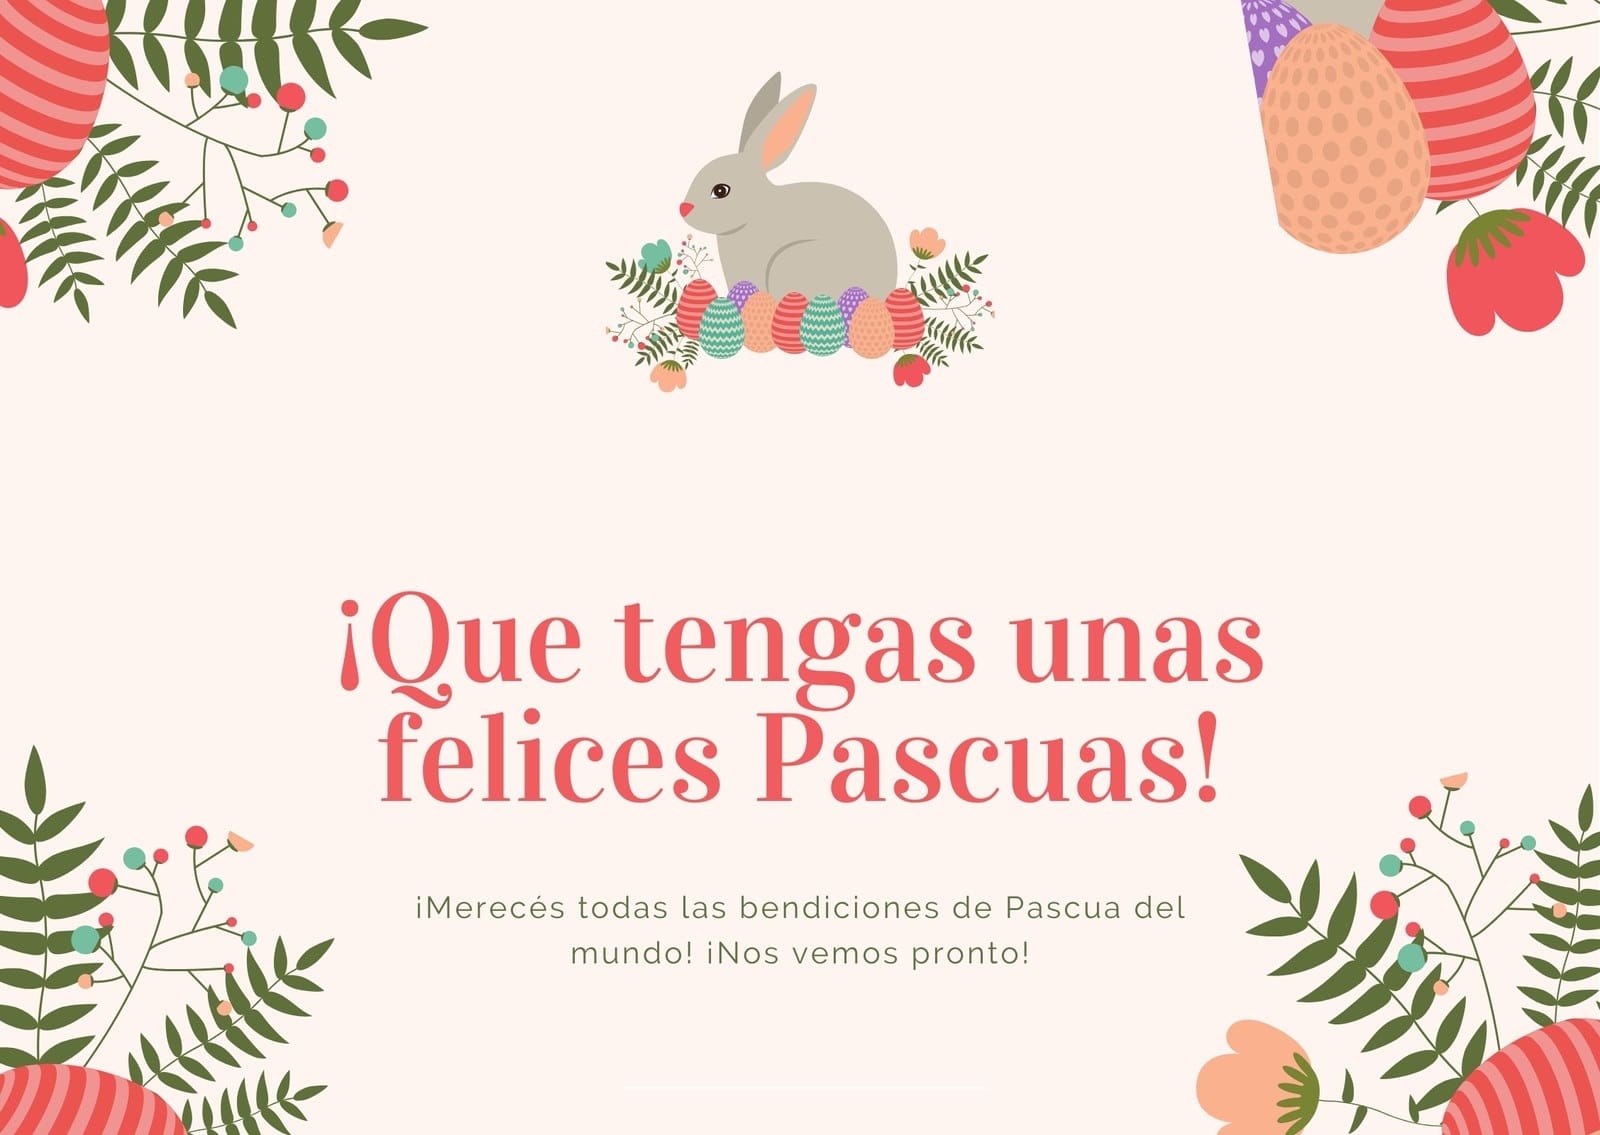 ¡Que tengas unas
felices Pascuas!
¡Merecés todas las bendiciones de Pascua del
mundo! ¡Nos vemos pronto!